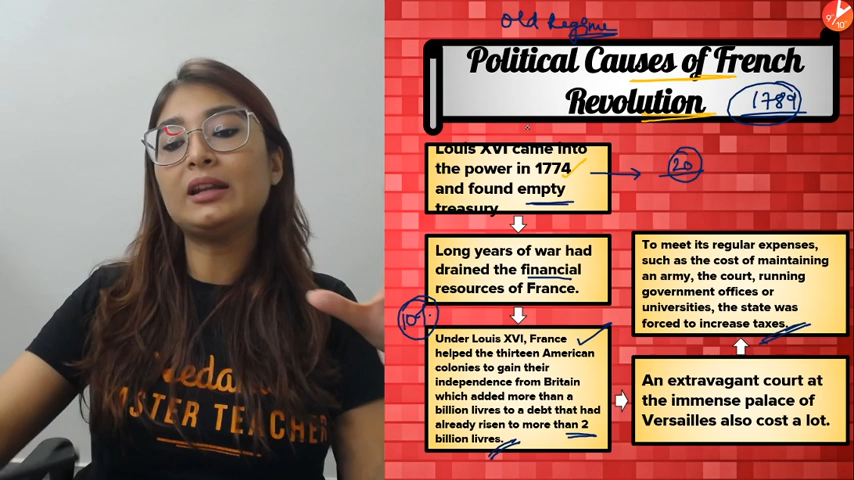 Old Regime
Political Causes of French
Revolution
1789
Louis XVI came into
the power in 1774
and found empty
treasury
20
Long years of war had
drained the financial
resources of France.
10%
Under Louis XVI, France
helped the thirteen American
colonies to gain their
independence from Britain
which added more than a
billion livres to a debt that had
already risen to more than 2
billion livres.
An extravagant court at
the immense palace of
Versailles also cost a lot.
To meet its regular expenses,
such as the cost of maintaining
an army, the court, running
government offices or
universities, the state was
forced to increase taxes.
MASTER TEACHER
9
10